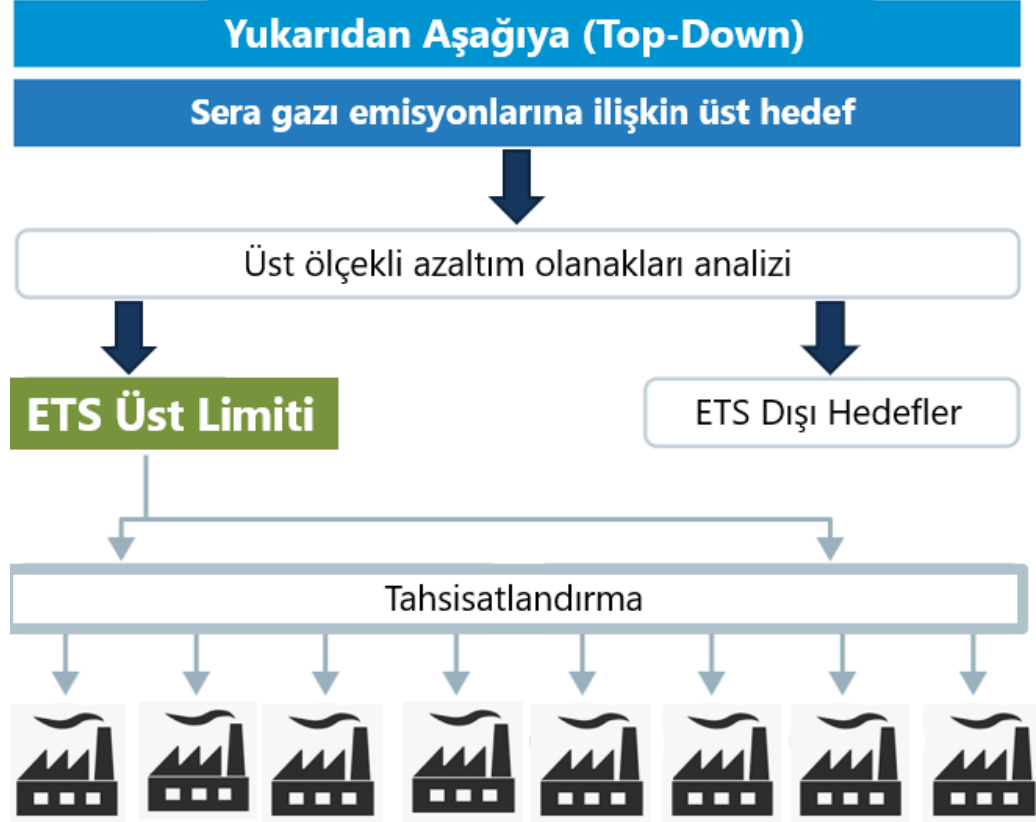 Yukarıdan Aşağıya (Top-Down)
Sera gazı emisyonlarına ilişkin üst hedef
Üst ölçekli azaltım olanakları analizi
ETS Üst Limiti
ETS Dışı Hedefler
Tahsisatlandırma